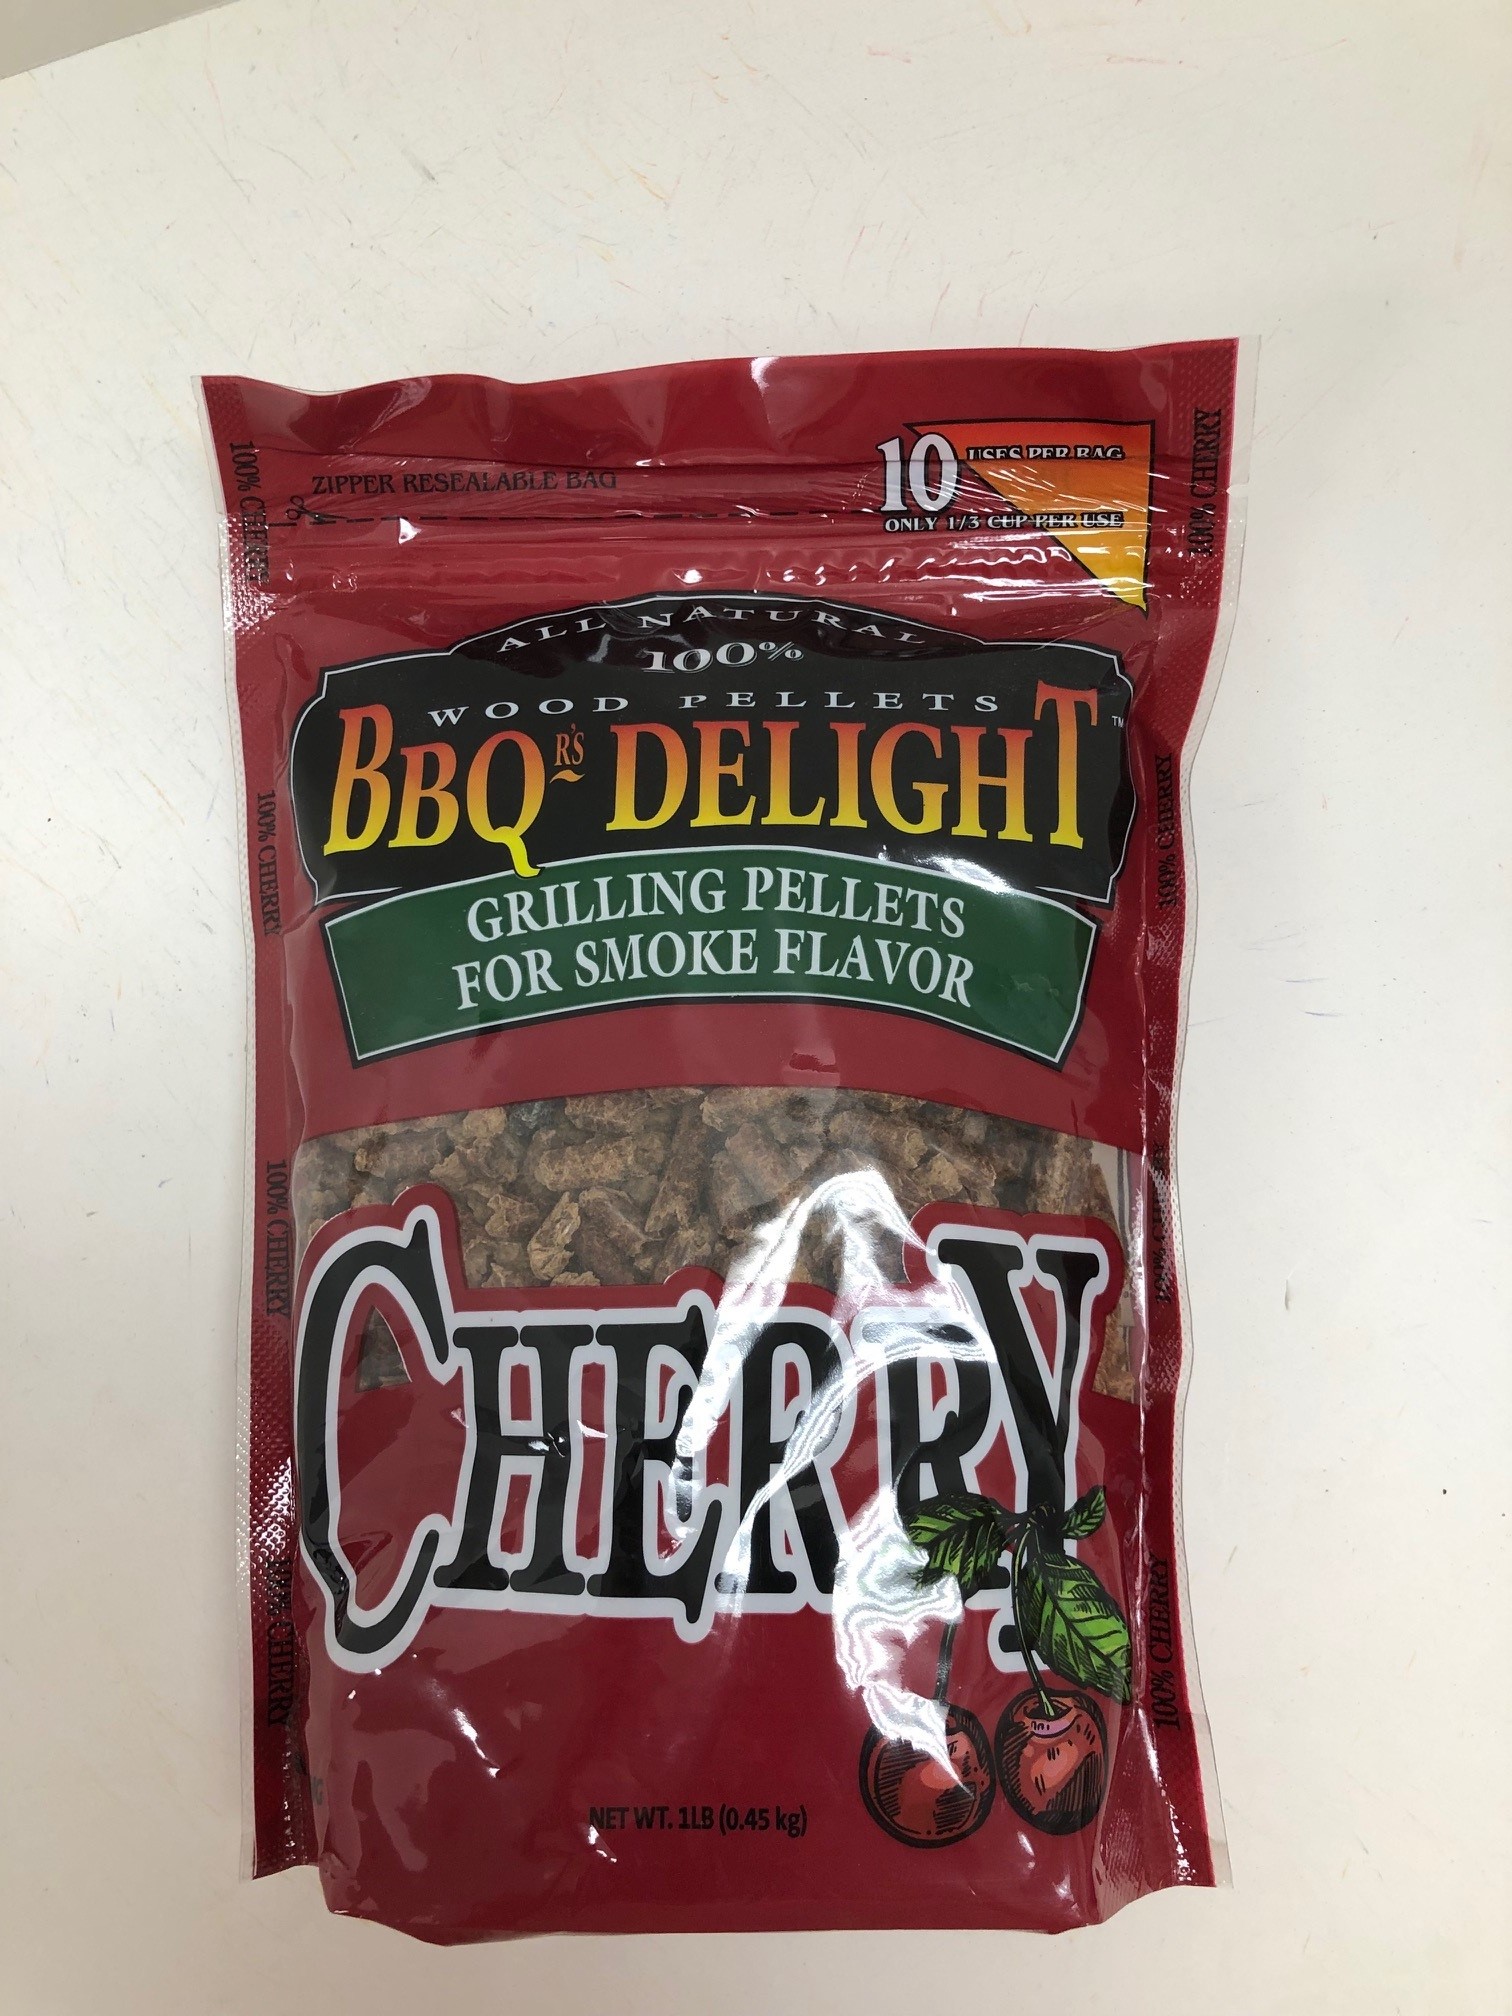 ZIPPER RESEALABLE BAG
10 USES PER BAG
ONLY 1/3 CUP PER USE
ALL NATURAL
100%
WOOD PELLETS
BBQR'S DELIGHT™
GRILLING PELLETS
FOR SMOKE FLAVOR
CHERRY
NET WT. 1LB (0.45 kg)
100% CHERRY
100% CHERRY
100% CHERRY
100% CHERRY
100% CHERRY
100% CHERRY
100% CHERRY
100% CHERRY